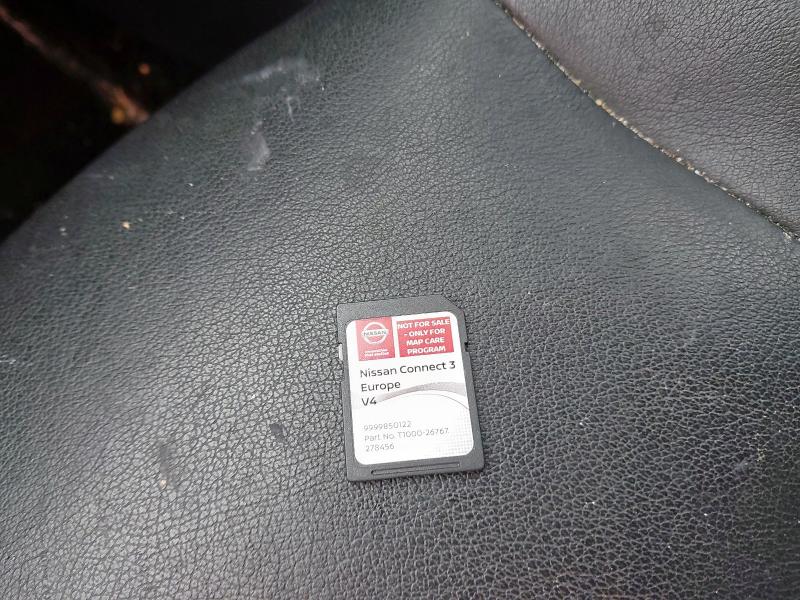 NISSAN
NOT FOR SALE
- ONLY FOR
MAP CARE
PROGRAM
Nissan Connect 3
Europe
V4
9999850122
Part No. T1000-26767.
278456